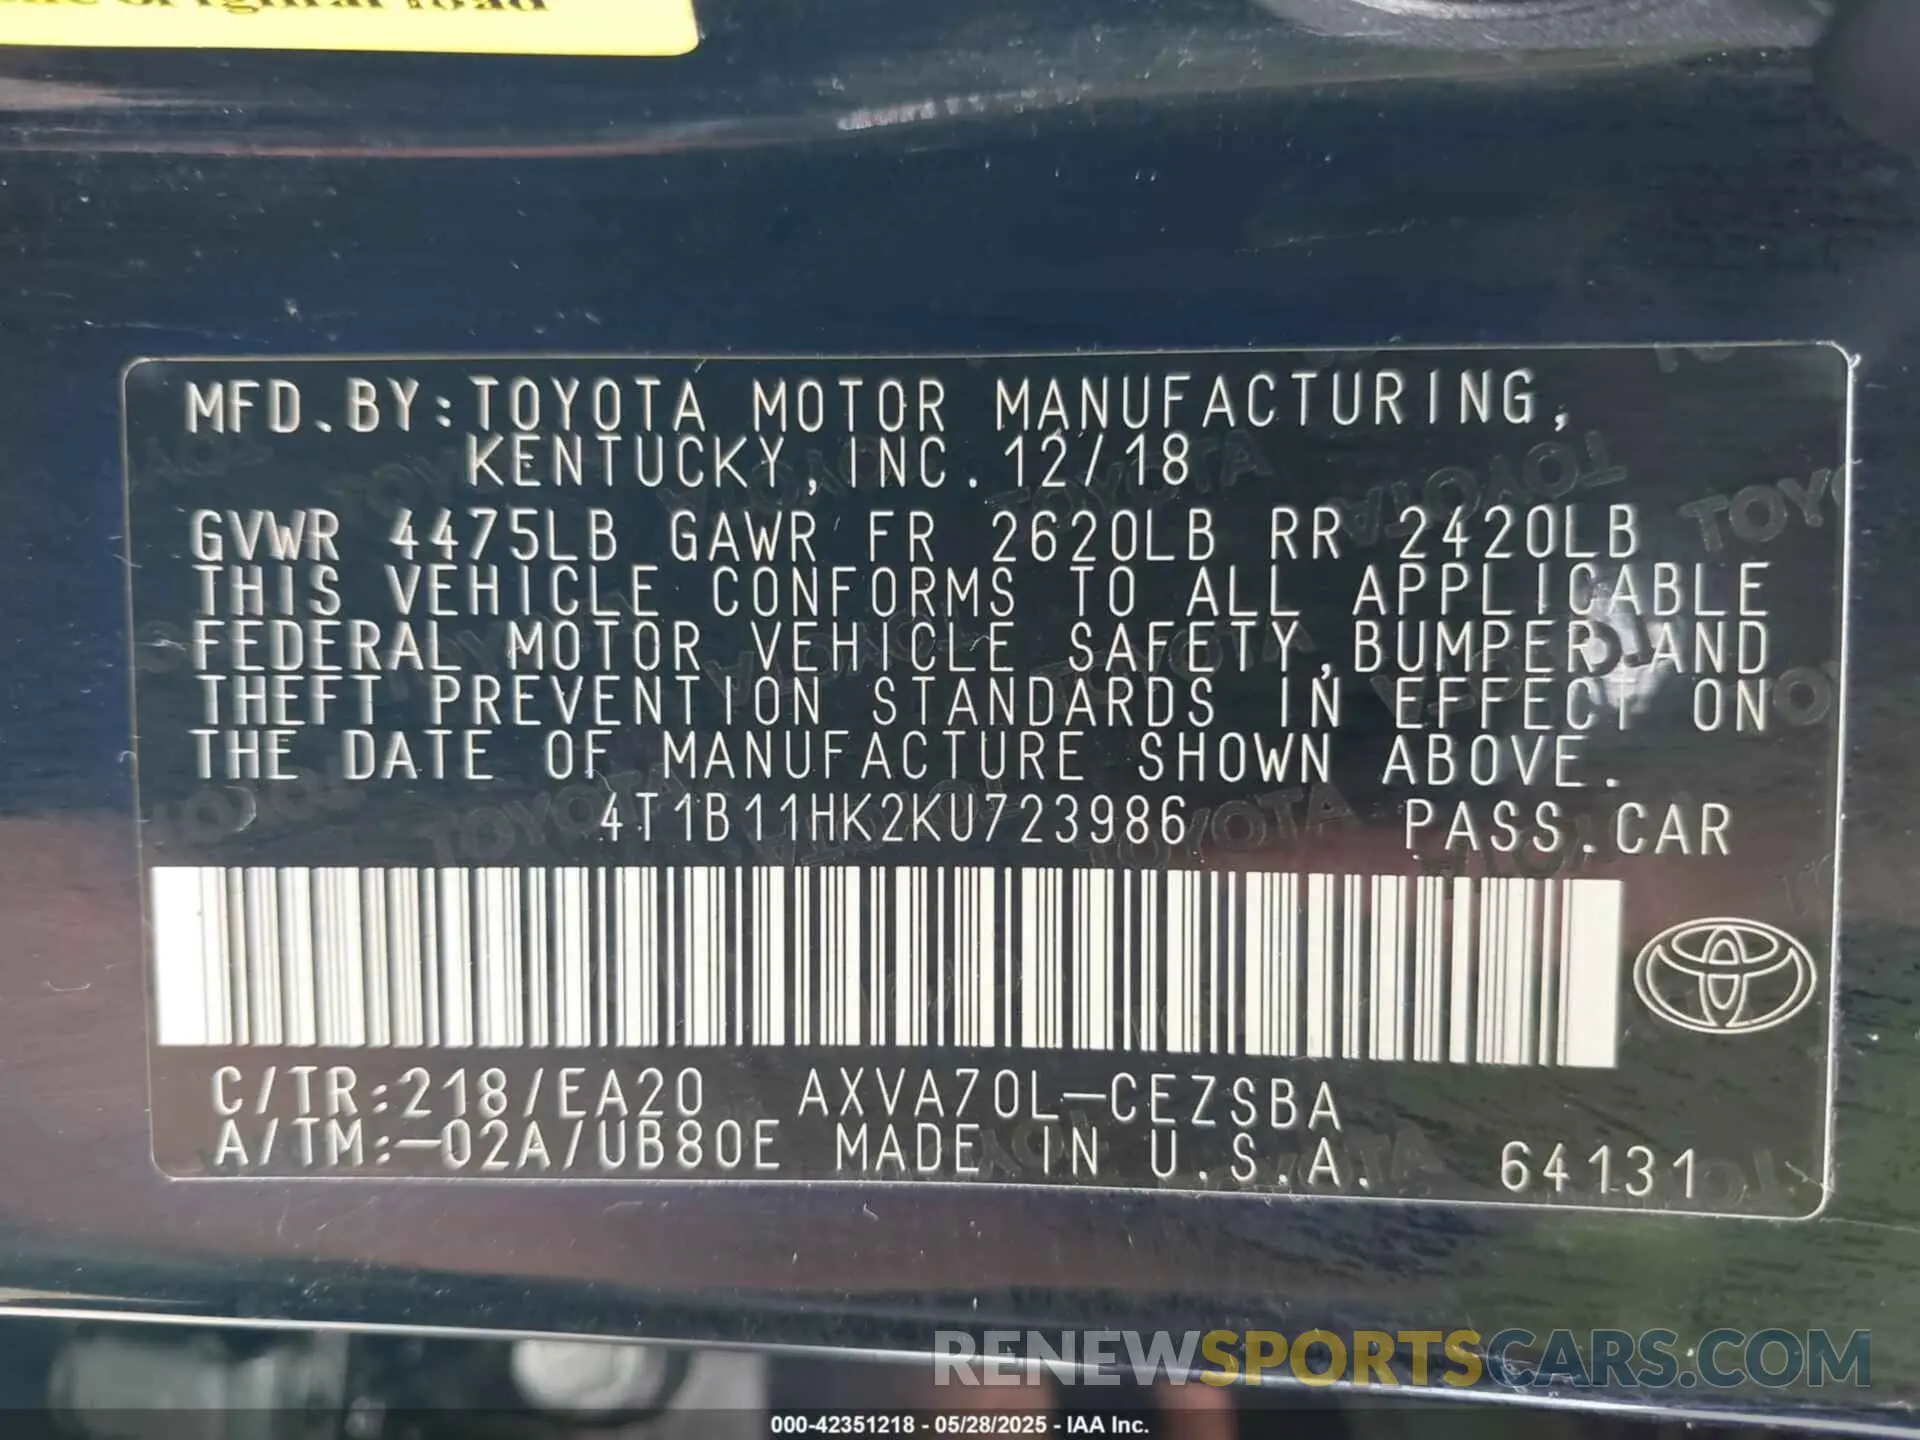 original road
MFD.BY:TOYOTA MOTOR MANUFACTURING,
KENTUCKY,INC.12/18
GVWR 4475LB GAWR FR 2620LB RR 2420LB
THIS VEHICLE CONFORMS TO ALL APPLICABLE
FEDERAL MOTOR VEHICLE SAFETY,BUMPER AND
THEFT PREVENTION STANDARDS IN EFFECT ON
THE DATE OF MANUFACTURE SHOWN ABOVE.
4T1B11HK2KU723986 PASS.CAR
C/TR:218/EA20 AXVA70L-CEZSBA
A/TM:-02A/UB80E MADE IN U.S.A. 64131
RENEWSPORTSCARS.COM
000-42351218 - 05/28/2025 - IAA Inc.